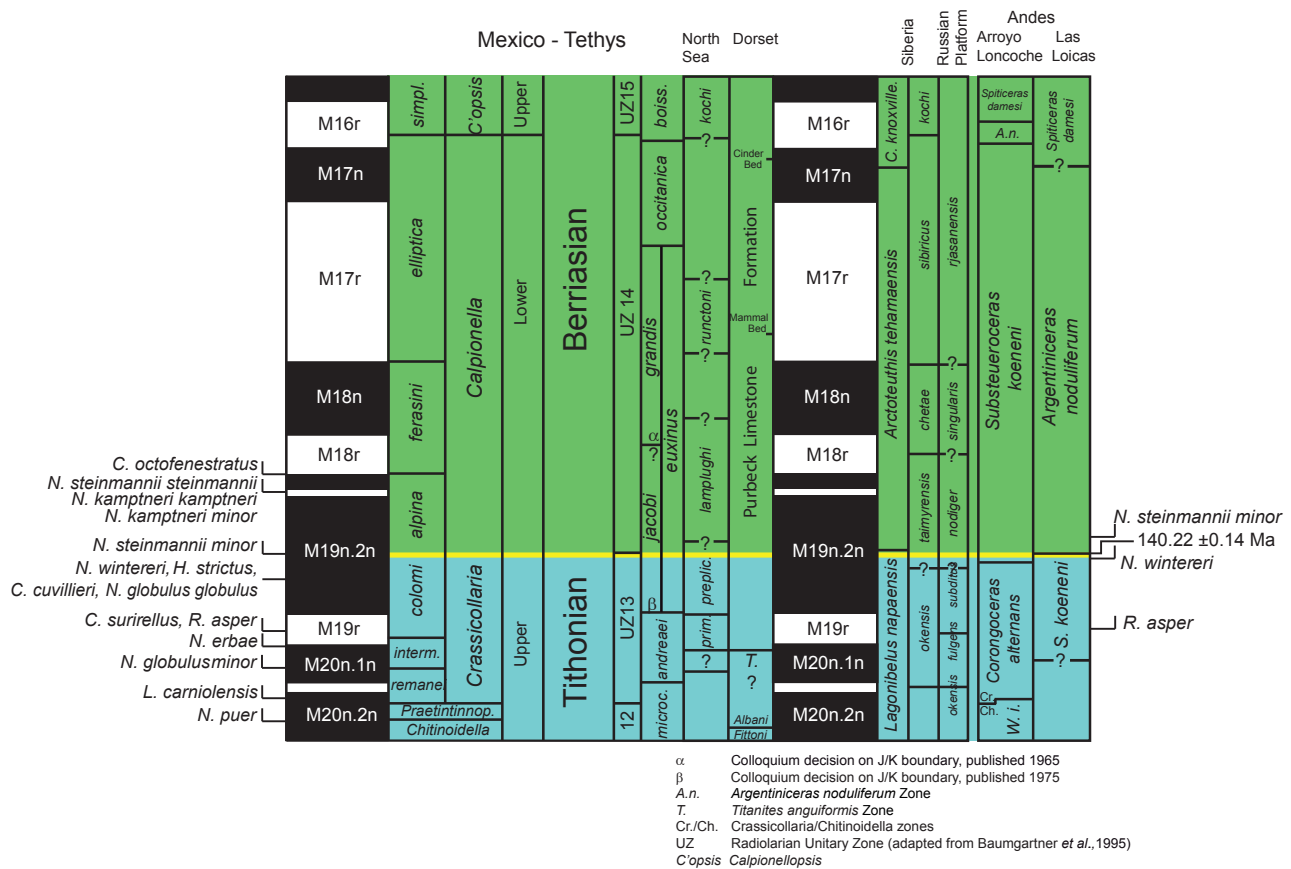 Mexico - Tethys
North
Sea
Dorset
Siberia
Russian
Platform
Andes
Arroyo
Loncoche
Las
Loicas
M16r
M17n
M17r
M18n
M18r
M19n.2n
M19r
M20n.1n
M20n.2n
simpl.
elliptica
ferasini
alpina
colomi
interm.
remanei
Praetintinnop.
Chitinoidella
C'opsis
Calpionella
Crassicollaria
Upper
Lower
Upper
Berriasian
Tithonian
UZ15
UZ 14
UZ13
12
boiss.
occitanica
grandis
α
?
jacobi
euxinus
β
andreaei
microc.
kochi
?
?
runctoni
?
?
lamplughi
?
preplic.
prim.
?
Cinder
Bed
Formation
Mammal
Bed
Purbeck Limestone
T.
?
Albani
Fittoni
M16r
M17n
M17r
M18n
M18r
M19n.2n
M19r
M20n.1n
M20n.2n
C. knoxville.
Arctoteuthis tehamaensis
Lagonibelus napaensis
kochi
sibiricus
chetae
taimyrensis
?
okensis
rjasanensis
?
singularis
?
nodiger
?
subditus
fulgens
okensis
Spiticeras
damesi
A.n.
Substeueroceras
koeneni
Corongoceras
alternans
Cr.
Ch.
W. i.
Spiticeras
damesi
?
Argentiniceras
noduliferum
S. koeneni
?
C. octofenestratus
N. steinmannii steinmannii
N. kamptneri kamptneri
N. kamptneri minor
N. steinmannii minor
N. wintereri, H. strictus,
C. cuvillieri, N. globulus globulus
C. surirellus, R. asper
N. erbae
N. globulusminor
L. carniolensis
N. puer
N. steinmannii minor
140.22 ±0.14 Ma
N. wintereri
R. asper
α Colloquium decision on J/K boundary, published 1965
β Colloquium decision on J/K boundary, published 1975
A.n. Argentiniceras noduliferum Zone
T. Titanites anguiformis Zone
Cr./Ch. Crassicollaria/Chitinoidella zones
UZ Radiolarian Unitary Zone (adapted from Baumgartner et al.,1995)
C'opsis Calpionellopsis